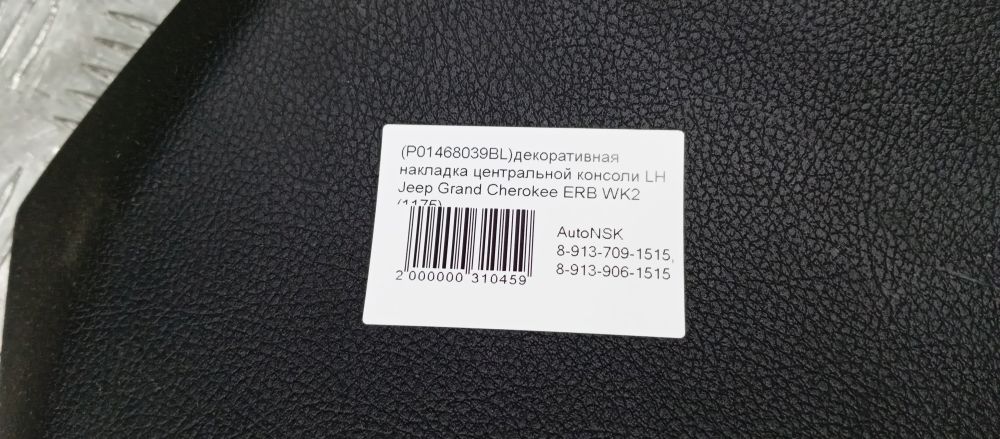 (P01468039BL)декоративная
накладка центральной консоли LH
Jeep Grand Cherokee ERB WK2
(1175)
AutoNSK
8-913-709-1515,
8-913-906-1515
2 000000 310459